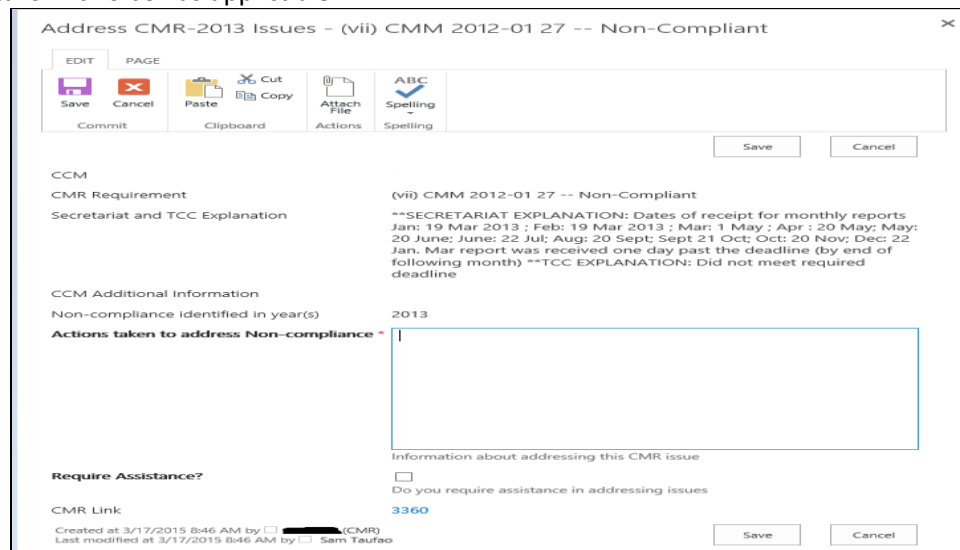 Address CMR-2013 Issues - (vii) CMM 2012-01 27 -- Non-Compliant
EDIT PAGE
Save Cancel Paste Cut Copy Attach File ABC Spelling
Commit Clipboard Actions Spelling
Save Cancel
CCM
CMR Requirement (vii) CMM 2012-01 27 -- Non-Compliant
Secretariat and TCC Explanation **SECRETARIAT EXPLANATION: Dates of receipt for monthly reports
Jan: 19 Mar 2013 ; Feb: 19 Mar 2013 ; Mar: 1 May ; Apr : 20 May; May:
20 June; June: 22 Jul; Aug: 20 Sept; Sept 21 Oct; Oct: 20 Nov; Dec: 22
Jan. Mar report was received one day past the deadline (by end of
following month) **TCC EXPLANATION: Did not meet required
deadline
CCM Additional Information
Non-compliance identified in year(s) 2013
Actions taken to address Non-compliance *
Information about addressing this CMR issue
Require Assistance?
Do you require assistance in addressing issues
CMR Link 3360
Created at 3/17/2015 8:46 AM by (CMR)
Last modified at 3/17/2015 8:46 AM by Sam Taufao
Save Cancel